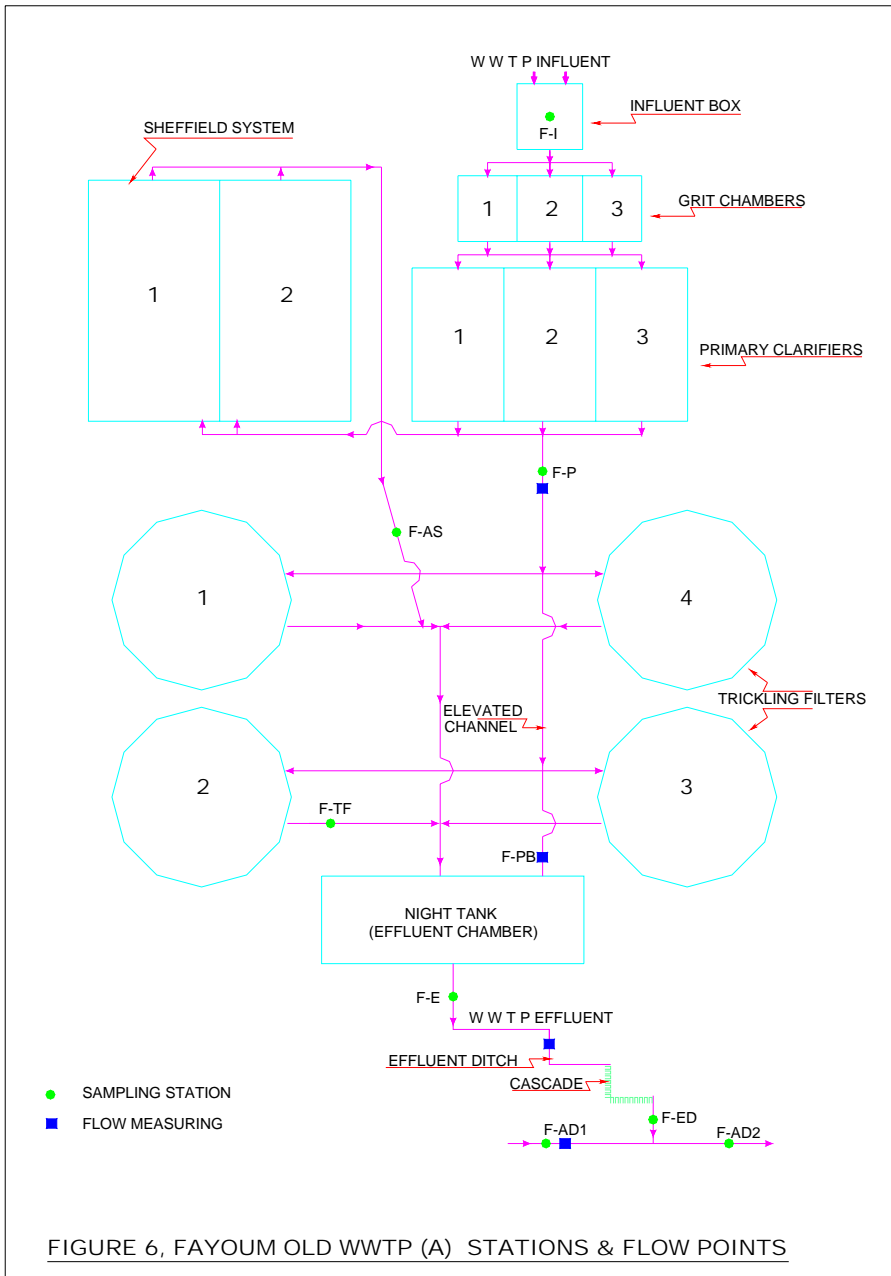 W W T P INFLUENT
INFLUENT BOX
F-I
SHEFFIELD SYSTEM
GRIT CHAMBERS
1 2 3
1 2
1 2 3
PRIMARY CLARIFIERS
F-P
F-AS
1
4
TRICKLING FILTERS
ELEVATED
CHANNEL
2
3
F-TF
F-PB
NIGHT TANK
(EFFLUENT CHAMBER)
F-E
W W T P EFFLUENT
EFFLUENT DITCH
CASCADE
SAMPLING STATION
FLOW MEASURING
F-ED
F-AD1
F-AD2
FIGURE 6, FAYOUM OLD WWTP (A) STATIONS & FLOW POINTS